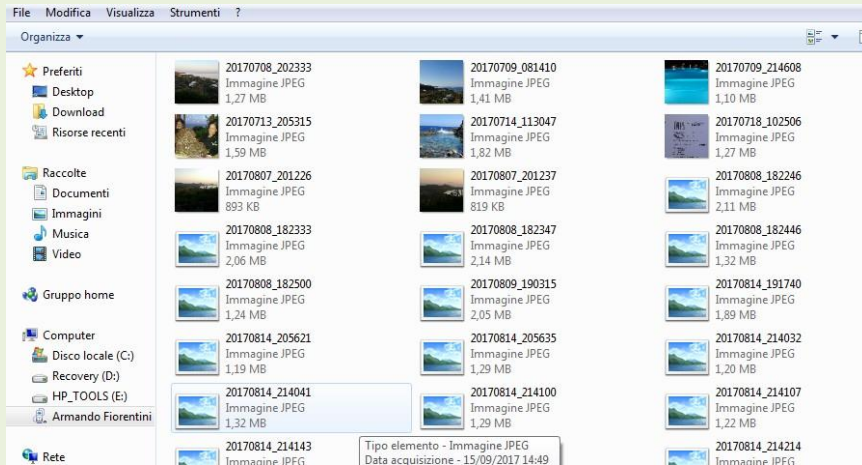 File Modifica Visualizza Strumenti ?
Organizza
Preferiti
Desktop
Download
Risorse recenti
Raccolte
Documenti
Immagini
Musica
Video
Gruppo home
Computer
Disco locale (C:)
Recovery (D:)
HP_TOOLS (E:)
Armando Fiorentini
Rete
20170708_202333
Immagine JPEG
1,27 MB
20170709_081410
Immagine JPEG
1,41 MB
20170709_214608
Immagine JPEG
1,10 MB
20170713_205315
Immagine JPEG
1,59 MB
20170714_113047
Immagine JPEG
1,82 MB
20170718_102506
Immagine JPEG
1,27 MB
20170807_201226
Immagine JPEG
893 KB
20170807_201237
Immagine JPEG
819 KB
20170808_182246
Immagine JPEG
2,11 MB
20170808_182333
Immagine JPEG
2,06 MB
20170808_182347
Immagine JPEG
2,14 MB
20170808_182446
Immagine JPEG
1,32 MB
20170808_182500
Immagine JPEG
1,24 MB
20170809_190315
Immagine JPEG
2,05 MB
20170814_191740
Immagine JPEG
1,89 MB
20170814_205621
Immagine JPEG
1,19 MB
20170814_205635
Immagine JPEG
1,29 MB
20170814_214032
Immagine JPEG
1,20 MB
20170814_214041
Immagine JPEG
1,32 MB
20170814_214100
Immagine JPEG
1,29 MB
20170814_214107
Immagine JPEG
1,22 MB
20170814_214143
Immagine JPEG
Tipo elemento - Immagine JPEG
Data acquisizione - 15/09/2017 14:49
20170814_214214
Immagine JPEG